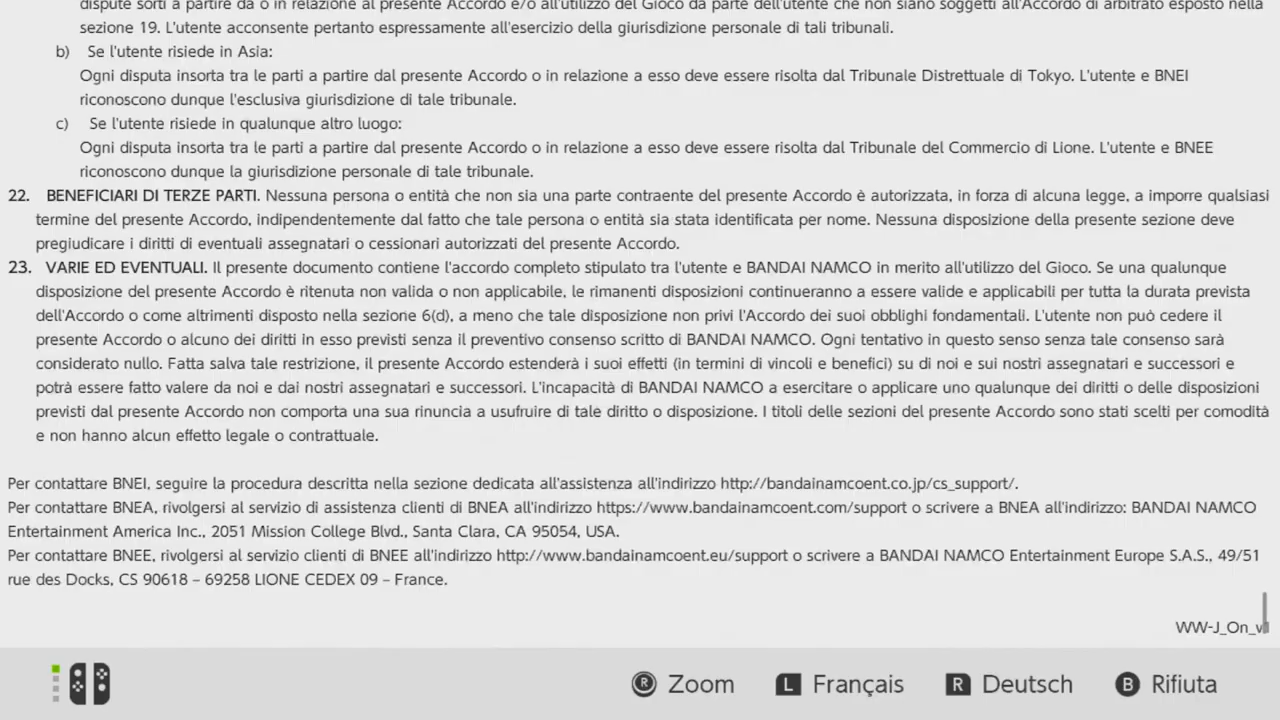 dispute sorti a partire da o in relazione al presente Accordo e/o all'utilizzo del Gioco da parte dell'utente che non siano soggetti all'Accordo di arbitrato esposto nella
sezione 19. L'utente acconsente pertanto espressamente all'esercizio della giurisdizione personale di tali tribunali.
b) Se l'utente risiede in Asia:
Ogni disputa insorta tra le parti a partire dal presente Accordo o in relazione a esso deve essere risolta dal Tribunale Distrettuale di Tokyo. L'utente e BNEI
riconoscono dunque l'esclusiva giurisdizione di tale tribunale.
c) Se l'utente risiede in qualunque altro luogo:
Ogni disputa insorta tra le parti a partire dal presente Accordo o in relazione a esso deve essere risolta dal Tribunale del Commercio di Lione. L'utente e BNEE
riconoscono dunque la giurisdizione personale di tale tribunale.
22. BENEFICIARI DI TERZE PARTI. Nessuna persona o entità che non sia una parte contraente del presente Accordo è autorizzata, in forza di alcuna legge, a imporre qualsiasi
termine del presente Accordo, indipendentemente dal fatto che tale persona o entità sia stata identificata per nome. Nessuna disposizione della presente sezione deve
pregiudicare i diritti di eventuali assegnatari o cessionari autorizzati del presente Accordo.
23. VARIE ED EVENTUALI. Il presente documento contiene l'accordo completo stipulato tra l'utente e BANDAI NAMCO in merito all'utilizzo del Gioco. Se una qualunque
disposizione del presente Accordo è ritenuta non valida o non applicabile, le rimanenti disposizioni continueranno a essere valide e applicabili per tutta la durata prevista
dell'Accordo o come altrimenti disposto nella sezione 6(d), a meno che tale disposizione non privi l'Accordo dei suoi obblighi fondamentali. L'utente non può cedere il
presente Accordo o alcuno dei diritti in esso previsti senza il preventivo consenso scritto di BANDAI NAMCO. Ogni tentativo in questo senso senza tale consenso sarà
considerato nullo. Fatta salva tale restrizione, il presente Accordo estenderà i suoi effetti (in termini di vincoli e benefici) su di noi e sui nostri assegnatari e successori e
potrà essere fatto valere da noi e dai nostri assegnatari e successori. L'incapacità di BANDAI NAMCO a esercitare o applicare uno qualunque dei diritti o delle disposizioni
previsti dal presente Accordo non comporta una sua rinuncia a usufruire di tale diritto o disposizione. I titoli delle sezioni del presente Accordo sono stati scelti per comodità
e non hanno alcun effetto legale o contrattuale.
Per contattare BNEI, seguire la procedura descritta nella sezione dedicata all'assistenza all'indirizzo http://bandainamcoent.co.jp/cs_support/.
Per contattare BNEA, rivolgersi al servizio di assistenza clienti di BNEA all'indirizzo https://www.bandainamcoent.com/support o scrivere a BNEA all'indirizzo: BANDAI NAMCO
Entertainment America Inc., 2051 Mission College Blvd., Santa Clara, CA 95054, USA.
Per contattare BNEE, rivolgersi al servizio clienti di BNEE all'indirizzo http://www.bandainamcoent.eu/support o scrivere a BANDAI NAMCO Entertainment Europe S.A.S., 49/51
rue des Docks, CS 90618 – 69258 LIONE CEDEX 09 – France.
WW-J_On_
R Zoom L Français R Deutsch B Rifiuta